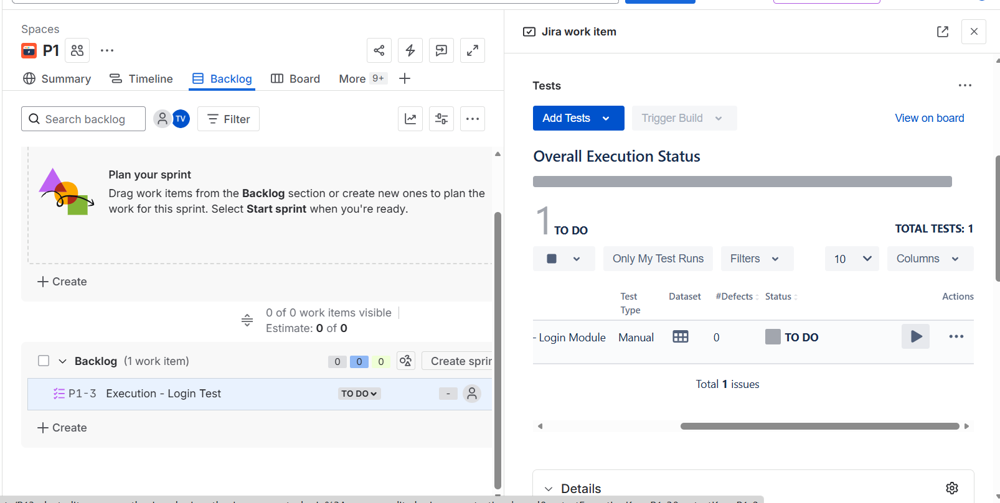 Spaces
P1
Summary
Timeline
Backlog
Board
More 9+
Search backlog
TV
Filter
Plan your sprint
Drag work items from the Backlog section or create new ones to plan the
work for this sprint. Select Start sprint when you're ready.
Create
0 of 0 work items visible
Estimate: 0 of 0
Backlog (1 work item)
0 0 0
Create sprin
P1-3 Execution - Login Test
TO DO
-
Create
Jira work item
Tests
Add Tests
Trigger Build
View on board
Overall Execution Status
1 TO DO
TOTAL TESTS: 1
Only My Test Runs
Filters
10
Columns
Test Type
Dataset
#Defects
Status
Actions
- Login Module
Manual
0
TO DO
Total 1 issues
Details